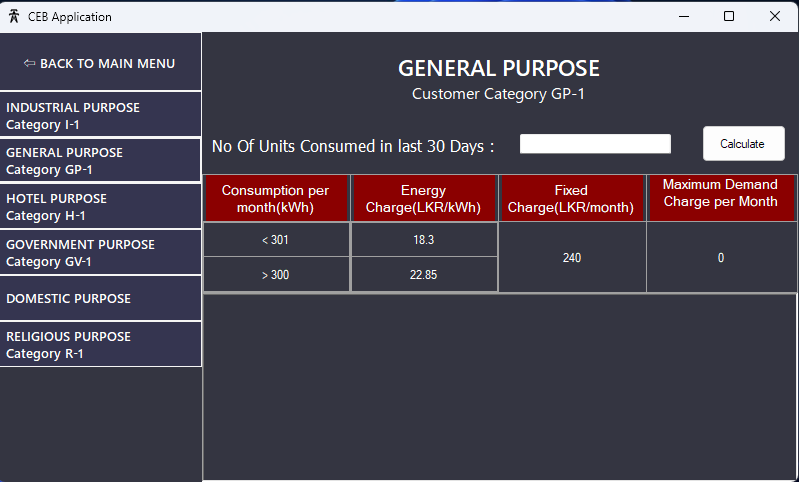 CEB Application
⇦ BACK TO MAIN MENU
INDUSTRIAL PURPOSE
Category I-1
GENERAL PURPOSE
Category GP-1
HOTEL PURPOSE
Category H-1
GOVERNMENT PURPOSE
Category GV-1
DOMESTIC PURPOSE
RELIGIOUS PURPOSE
Category R-1
GENERAL PURPOSE
Customer Category GP-1
No Of Units Consumed in last 30 Days :
Calculate
Consumption per
month(kWh)
Energy
Charge(LKR/kWh)
Fixed
Charge(LKR/month)
Maximum Demand
Charge per Month
< 301
18.3
> 300
22.85
240
0